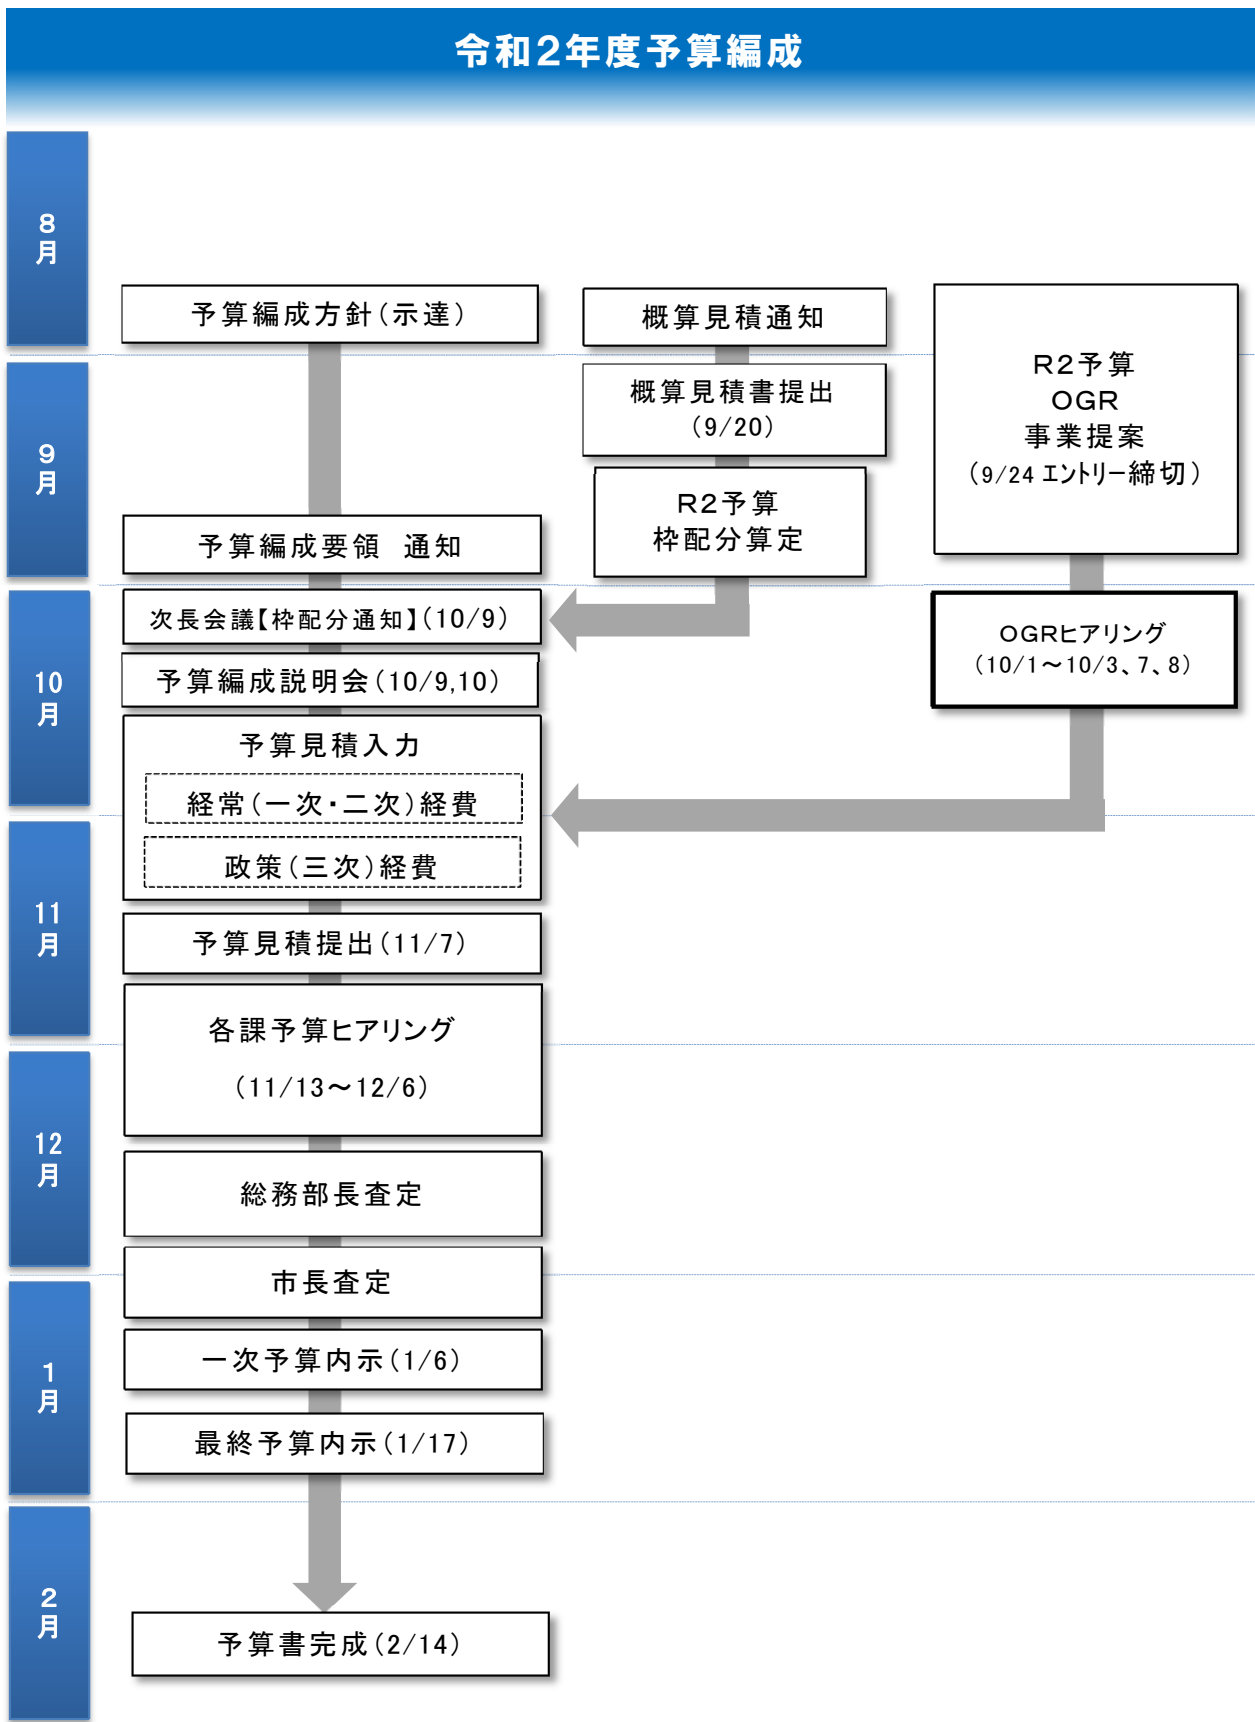 令和2年度予算編成
8
月
予算編成方針(示達)
概算見積通知
R2予算
OGR
事業提案
(9/24 エントリー締切)
9
月
概算見積書提出
(9/20)
R2予算
枠配分算定
予算編成要領 通知
10
月
次長会議【枠配分通知】(10/9)
OGRヒアリング
(10/1～10/3、7、8)
予算編成説明会(10/9,10)
予算見積入力
経常(一次・二次)経費
政策(三次)経費
11
月
予算見積提出(11/7)
各課予算ヒアリング
(11/13～12/6)
12
月
総務部長査定
市長査定
1
月
一次予算内示(1/6)
最終予算内示(1/17)
2
月
予算書完成(2/14)